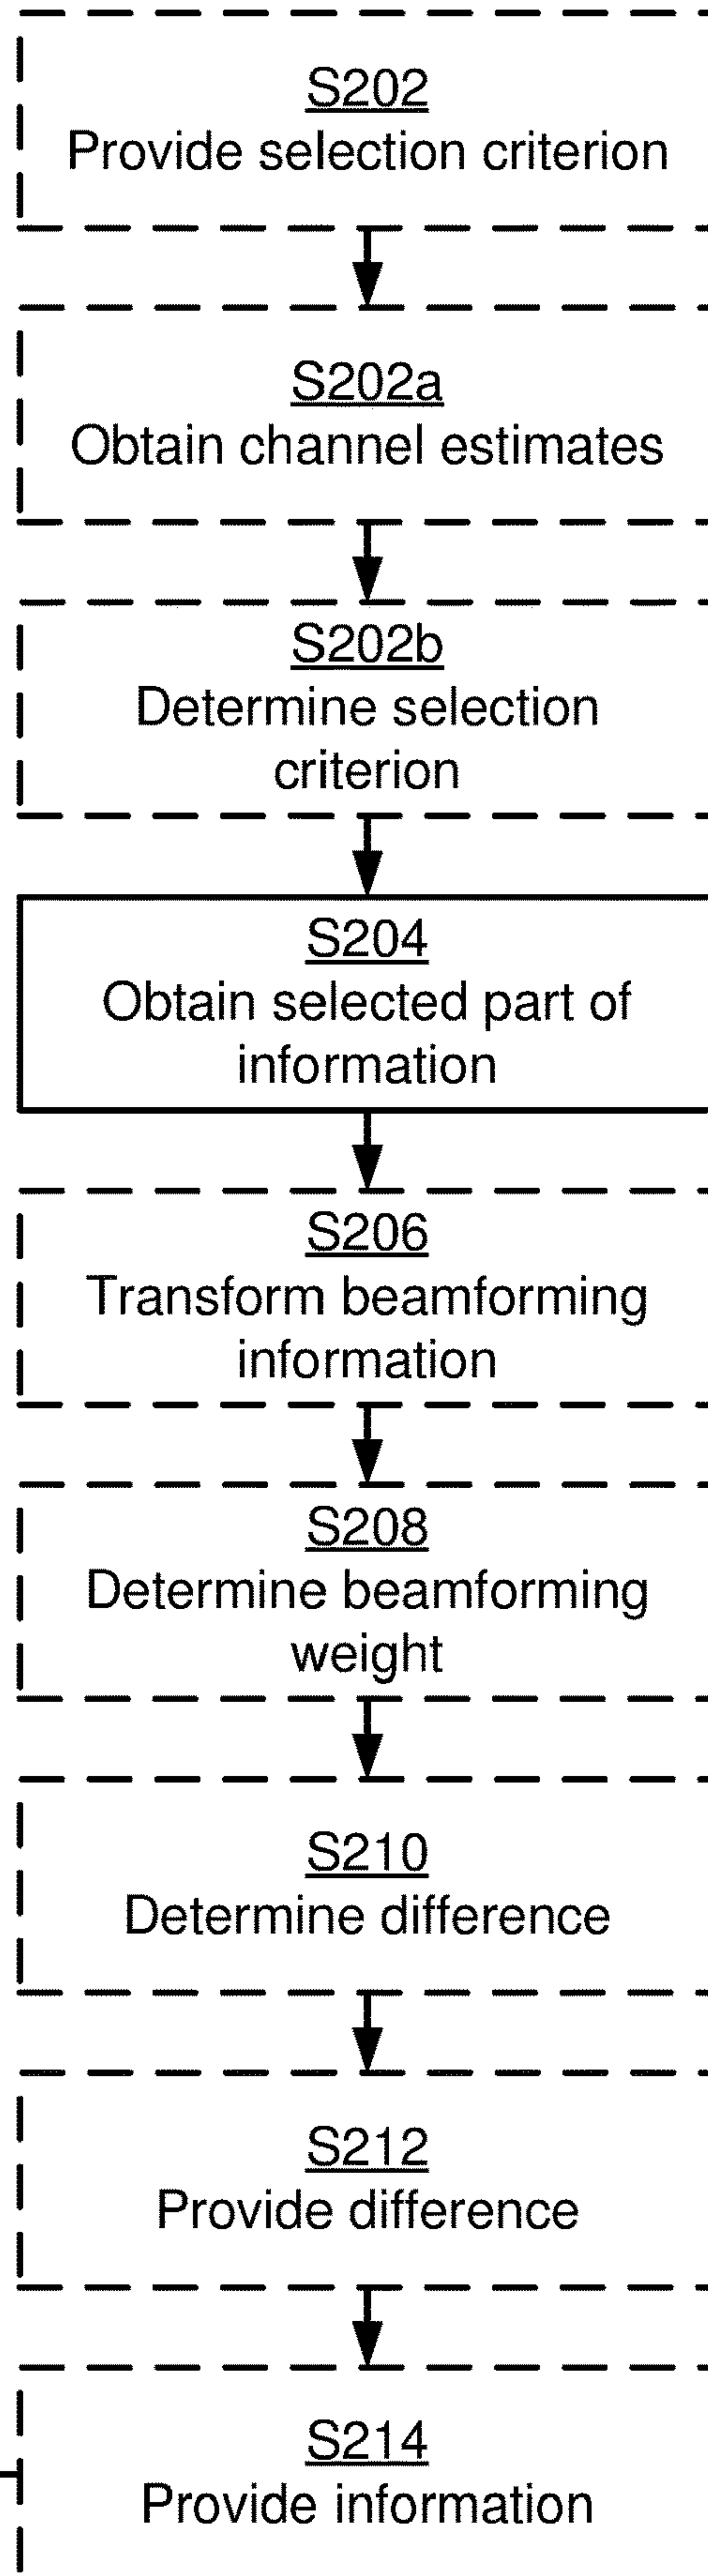 S202
Provide selection criterion
S202a
Obtain channel estimates
S202b
Determine selection
criterion
S204
Obtain selected part of
information
S206
Transform beamforming
information
S208
Determine beamforming
weight
S210
Determine difference
S212
Provide difference
S214
Provide information